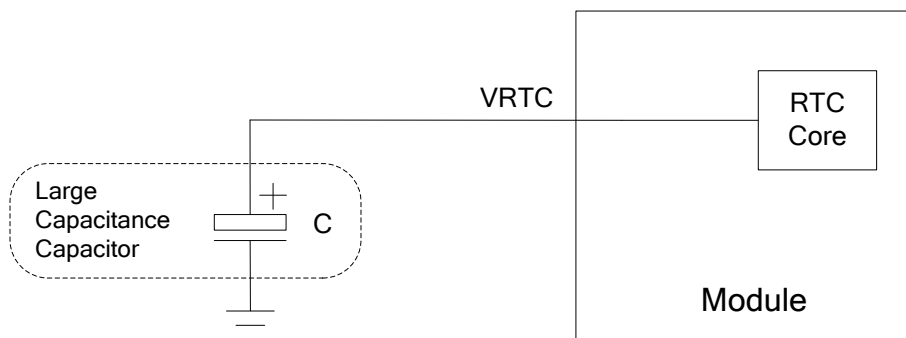 VRTC
RTC
Core
Large
Capacitance
Capacitor
+
C
Module